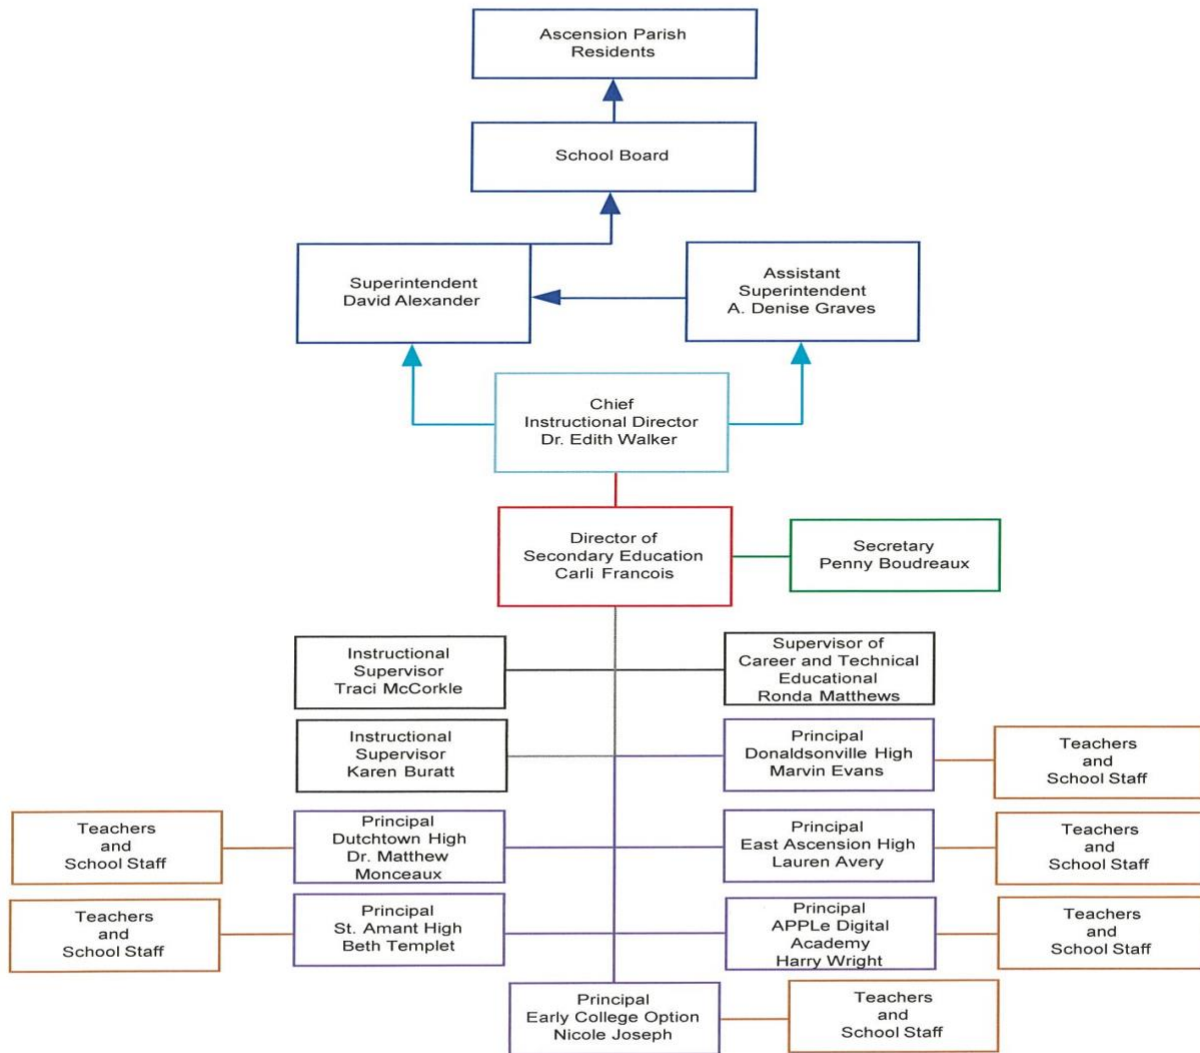 Ascension Parish
Residents
School Board
Superintendent
David Alexander
Assistant
Superintendent
A. Denise Graves
Chief
Instructional Director
Dr. Edith Walker
Director of
Secondary Education
Carli Francois
Secretary
Penny Boudreaux
Instructional
Supervisor
Traci McCorkle
Supervisor of
Career and Technical
Educational
Ronda Matthews
Instructional
Supervisor
Karen Buratt
Principal
Donaldsonville High
Marvin Evans
Teachers
and
School Staff
Teachers
and
School Staff
Principal
Dutchtown High
Dr. Matthew
Monceaux
Principal
East Ascension High
Lauren Avery
Teachers
and
School Staff
Teachers
and
School Staff
Principal
St. Amant High
Beth Templet
Principal
APPLe Digital
Academy
Harry Wright
Teachers
and
School Staff
Principal
Early College Option
Nicole Joseph
Teachers
and
School Staff